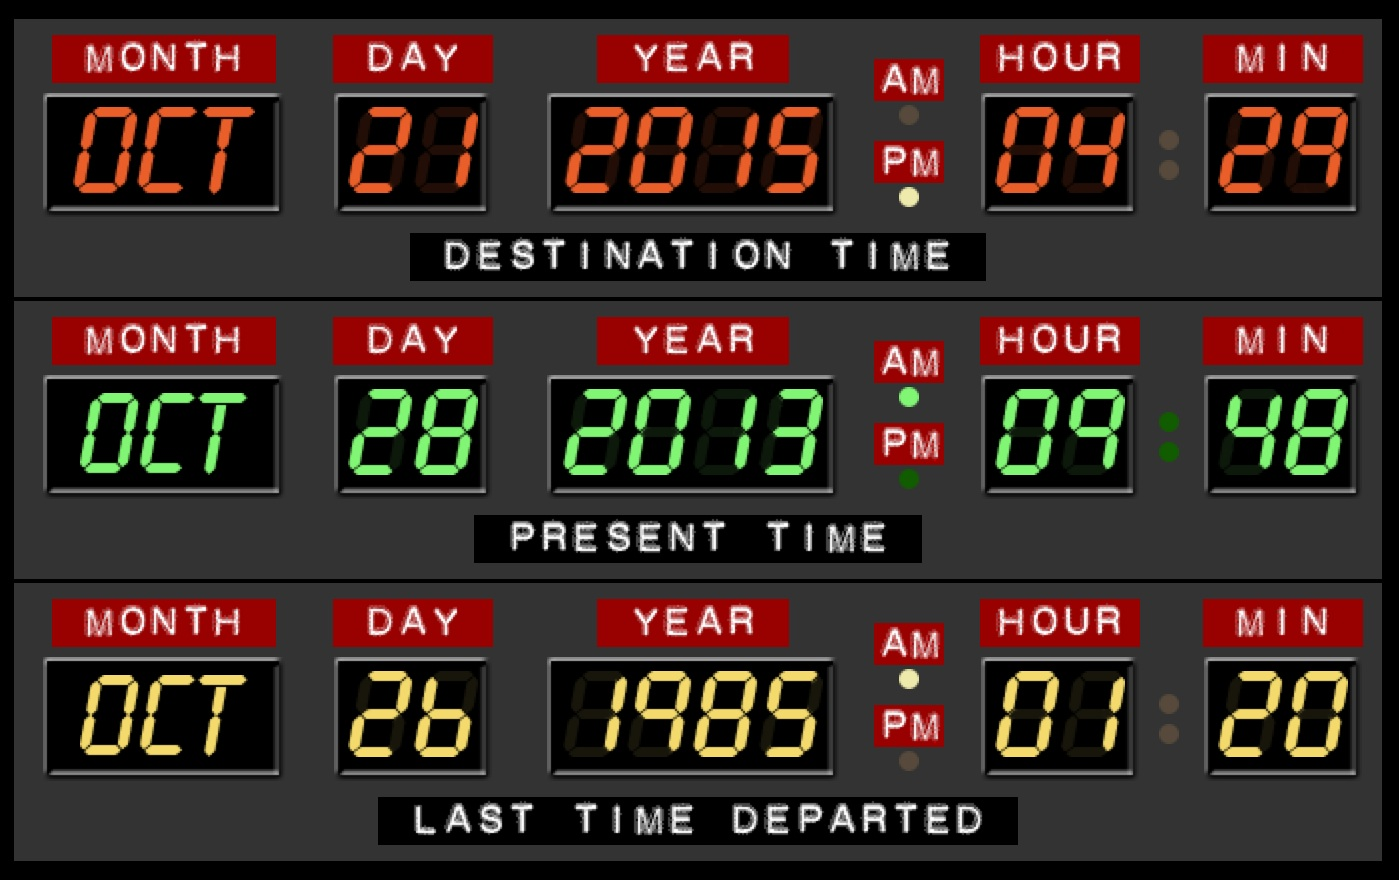 MONTH DAY YEAR AM PM HOUR MIN
OCT 21 2015 04 : 29
DESTINATION TIME
MONTH DAY YEAR AM PM HOUR MIN
OCT 28 2013 09 : 48
PRESENT TIME
MONTH DAY YEAR AM PM HOUR MIN
OCT 26 1985 01 : 20
LAST TIME DEPARTED